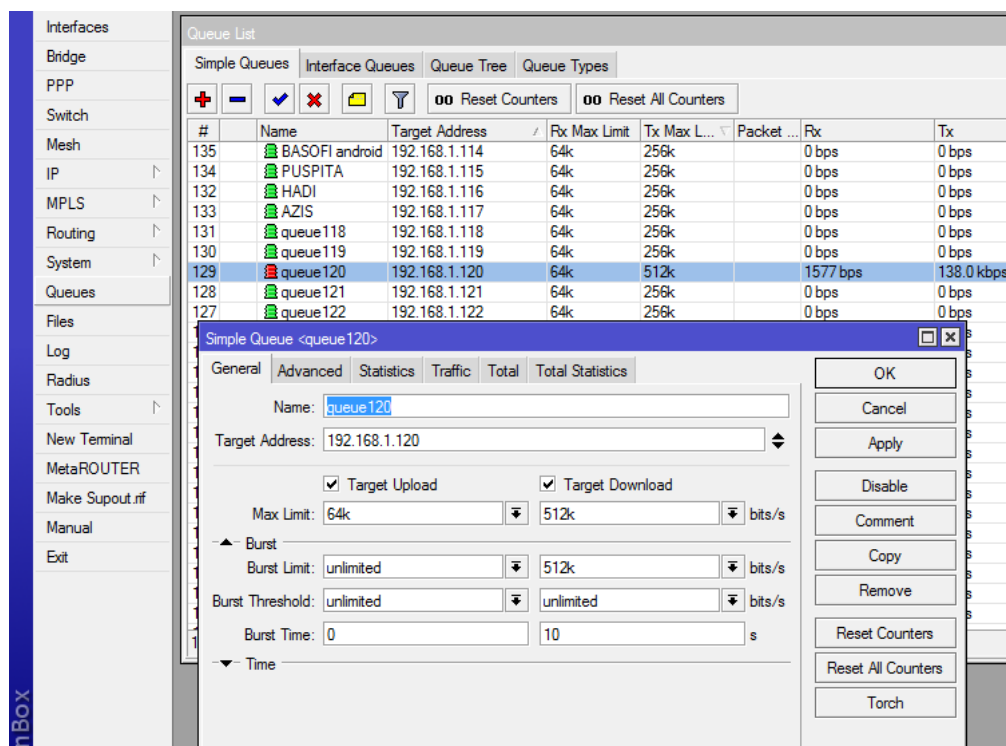 Interfaces
Bridge
PPP
Switch
Mesh
IP
MPLS
Routing
System
Queues
Files
Log
Radius
Tools
New Terminal
MetaROUTER
Make Supout.rif
Manual
Exit
Queue List
Simple Queues Interface Queues Queue Tree Queue Types
00 Reset Counters 00 Reset All Counters
# Name Target Address Rx Max Limit Tx Max L... Packet ... Rx Tx
135 BASOFI android 192.168.1.114 64k 256k 0 bps 0 bps
134 PUSPITA 192.168.1.115 64k 256k 0 bps 0 bps
132 HADI 192.168.1.116 64k 256k 0 bps 0 bps
133 AZIS 192.168.1.117 64k 256k 0 bps 0 bps
131 queue118 192.168.1.118 64k 256k 0 bps 0 bps
130 queue119 192.168.1.119 64k 256k 0 bps 0 bps
129 queue120 192.168.1.120 64k 512k 1577 bps 138.0 kbps
128 queue121 192.168.1.121 64k 256k 0 bps 0 bps
127 queue122 192.168.1.122 64k 256k 0 bps 0 bps
Simple Queue <queue120>
General Advanced Statistics Traffic Total Total Statistics
Name: queue120
Target Address: 192.168.1.120
Target Upload Target Download
Max Limit: 64k 512k bits/s
Burst
Burst Limit: unlimited 512k bits/s
Burst Threshold: unlimited unlimited bits/s
Burst Time: 0 10 s
Time
OK
Cancel
Apply
Disable
Comment
Copy
Remove
Reset Counters
Reset All Counters
Torch